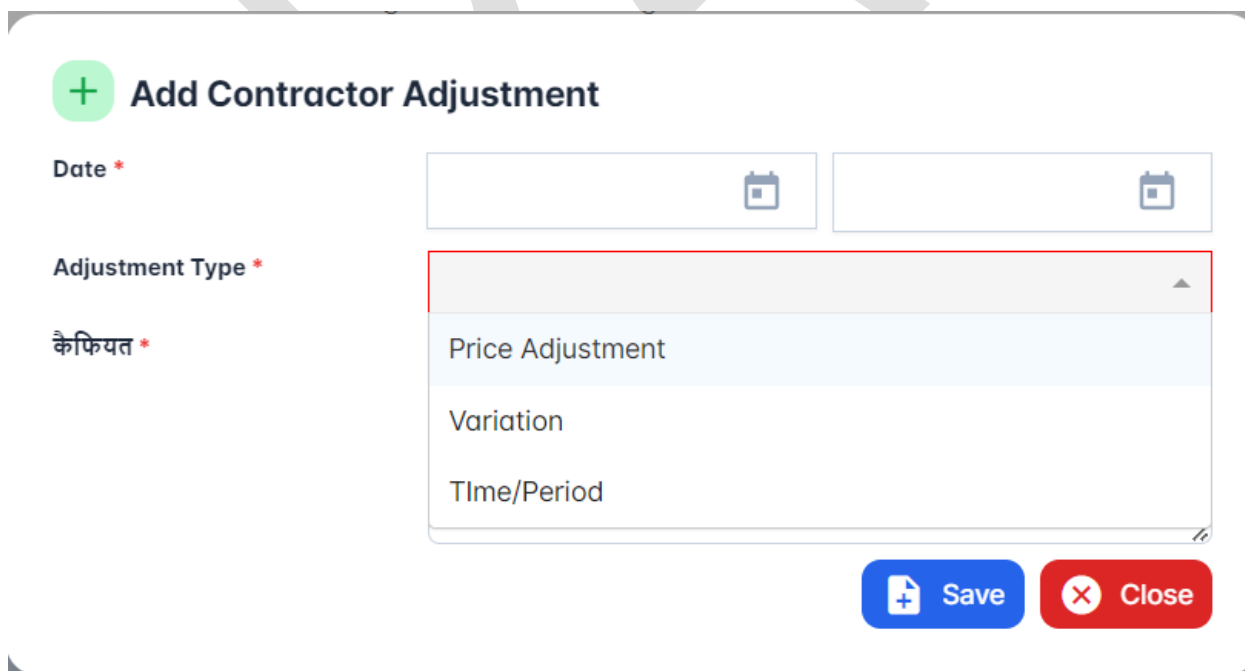 Add Contractor Adjustment
Date *
Adjustment Type *
कैफियत *
Price Adjustment
Variation
TIme/Period
Save
Close